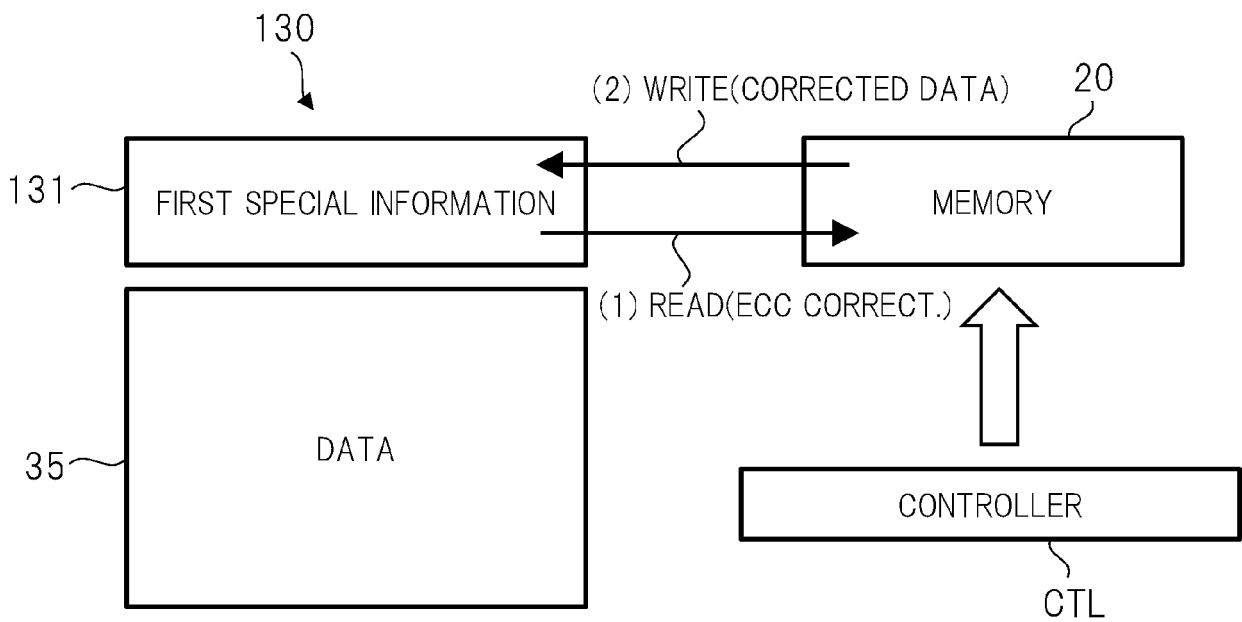 130
(2) WRITE(CORRECTED DATA)
20
131
FIRST SPECIAL INFORMATION
MEMORY
(1) READ(ECC CORRECT.)
35
DATA
CONTROLLER
CTL